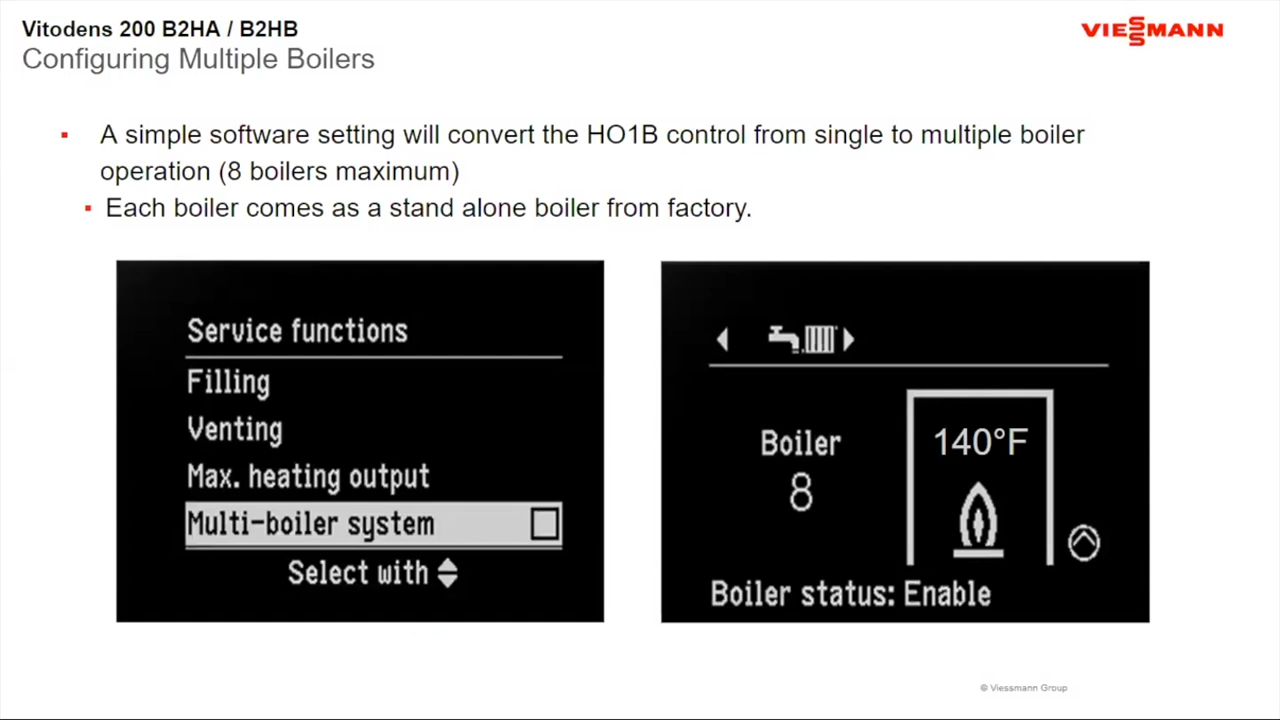 Vitodens 200 B2HA / B2HB
Configuring Multiple Boilers
VIESSMANN
A simple software setting will convert the HO1B control from single to multiple boiler
operation (8 boilers maximum)
Each boiler comes as a stand alone boiler from factory.
Service functions
Filling
Venting
Max. heating output
Multi-boiler system
Select with
Boiler
8
140°F
Boiler status: Enable
© Viessmann Group